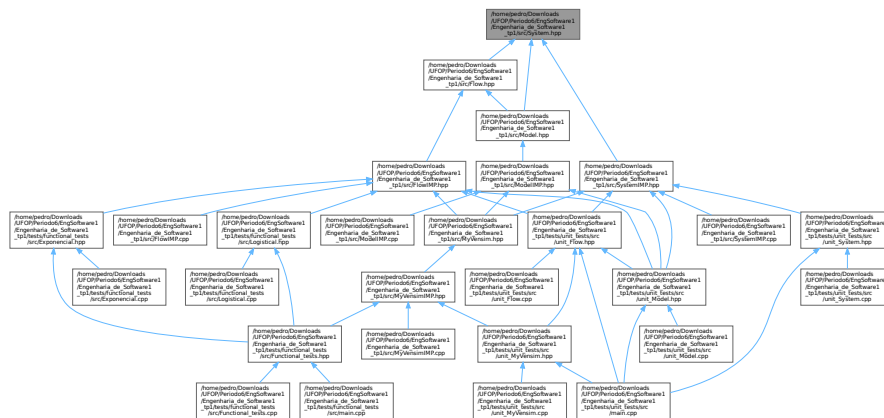 /home/pedro/Downloads
/UFOP/Periodo6/EngSoftware1
/Engenharia_de_Software1
_tp1/src/System.hpp
/home/pedro/Downloads
/UFOP/Periodo6/EngSoftware1
/Engenharia_de_Software1
_tp1/src/Flow.hpp
/home/pedro/Downloads
/UFOP/Periodo6/EngSoftware1
/Engenharia_de_Software1
_tp1/src/Model.hpp
/home/pedro/Downloads
/UFOP/Periodo6/EngSoftware1
/Engenharia_de_Software1
_tp1/src/FlowIMP.hpp
/home/pedro/Downloads
/UFOP/Periodo6/EngSoftware1
/Engenharia_de_Software1
_tp1/src/ModelIMP.hpp
/home/pedro/Downloads
/UFOP/Periodo6/EngSoftware1
/Engenharia_de_Software1
_tp1/src/SystemIMP.hpp
/home/pedro/Downloads
/UFOP/Periodo6/EngSoftware1
/Engenharia_de_Software1
_tp1/tests/functional_tests
/src/Exponencial.hpp
/home/pedro/Downloads
/UFOP/Periodo6/EngSoftware1
/Engenharia_de_Software1
_tp1/src/FlowIMP.cpp
/home/pedro/Downloads
/UFOP/Periodo6/EngSoftware1
/Engenharia_de_Software1
_tp1/tests/functional_tests
/src/Logistical.hpp
/home/pedro/Downloads
/UFOP/Periodo6/EngSoftware1
/Engenharia_de_Software1
_tp1/src/ModelIMP.cpp
/home/pedro/Downloads
/UFOP/Periodo6/EngSoftware1
/Engenharia_de_Software1
_tp1/src/MyVensim.hpp
/home/pedro/Downloads
/UFOP/Periodo6/EngSoftware1
/Engenharia_de_Software1
_tp1/tests/unit_tests/src
/unit_Flow.hpp
/home/pedro/Downloads
/UFOP/Periodo6/EngSoftware1
/Engenharia_de_Software1
_tp1/src/SystemIMP.cpp
/home/pedro/Downloads
/UFOP/Periodo6/EngSoftware1
/Engenharia_de_Software1
_tp1/tests/unit_tests/src
/unit_System.hpp
/home/pedro/Downloads
/UFOP/Periodo6/EngSoftware1
/Engenharia_de_Software1
_tp1/tests/functional_tests
/src/Exponencial.cpp
/home/pedro/Downloads
/UFOP/Periodo6/EngSoftware1
/Engenharia_de_Software1
_tp1/tests/functional_tests
/src/Logistical.cpp
/home/pedro/Downloads
/UFOP/Periodo6/EngSoftware1
/Engenharia_de_Software1
_tp1/src/MyVensimIMP.hpp
/home/pedro/Downloads
/UFOP/Periodo6/EngSoftware1
/Engenharia_de_Software1
_tp1/tests/unit_tests/src
/unit_Flow.cpp
/home/pedro/Downloads
/UFOP/Periodo6/EngSoftware1
/Engenharia_de_Software1
_tp1/tests/unit_tests/src
/unit_Model.hpp
/home/pedro/Downloads
/UFOP/Periodo6/EngSoftware1
/Engenharia_de_Software1
_tp1/tests/unit_tests/src
/unit_System.cpp
/home/pedro/Downloads
/UFOP/Periodo6/EngSoftware1
/Engenharia_de_Software1
_tp1/tests/functional_tests
/src/Functional_tests.hpp
/home/pedro/Downloads
/UFOP/Periodo6/EngSoftware1
/Engenharia_de_Software1
_tp1/src/MyVensimIMP.cpp
/home/pedro/Downloads
/UFOP/Periodo6/EngSoftware1
/Engenharia_de_Software1
_tp1/tests/unit_tests/src
/unit_MyVensim.hpp
/home/pedro/Downloads
/UFOP/Periodo6/EngSoftware1
/Engenharia_de_Software1
_tp1/tests/unit_tests/src
/unit_Model.cpp
/home/pedro/Downloads
/UFOP/Periodo6/EngSoftware1
/Engenharia_de_Software1
_tp1/tests/functional_tests
/src/Functional_tests.cpp
/home/pedro/Downloads
/UFOP/Periodo6/EngSoftware1
/Engenharia_de_Software1
_tp1/tests/functional_tests
/src/main.cpp
/home/pedro/Downloads
/UFOP/Periodo6/EngSoftware1
/Engenharia_de_Software1
_tp1/tests/unit_tests/src
/unit_MyVensim.cpp
/home/pedro/Downloads
/UFOP/Periodo6/EngSoftware1
/Engenharia_de_Software1
_tp1/tests/unit_tests/src
/main.cpp